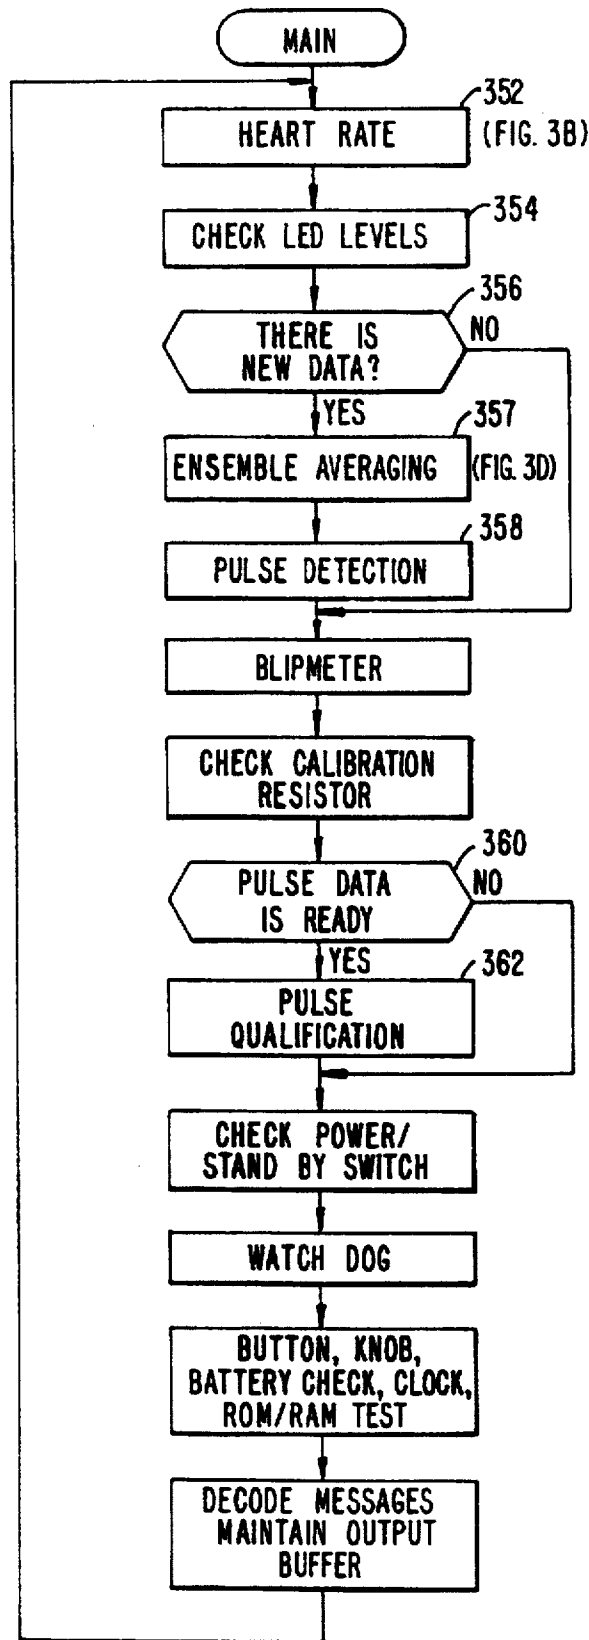 MAIN
352
HEART RATE
(FIG. 3B)
354
CHECK LED LEVELS
356
THERE IS
NEW DATA?
NO
YES
357
ENSEMBLE AVERAGING
(FIG. 3D)
358
PULSE DETECTION
BLIPMETER
CHECK CALIBRATION
RESISTOR
360
PULSE DATA
IS READY
NO
YES
362
PULSE
QUALIFICATION
CHECK POWER/
STAND BY SWITCH
WATCH DOG
BUTTON, KNOB,
BATTERY CHECK, CLOCK,
ROM/RAM TEST
DECODE MESSAGES
MAINTAIN OUTPUT
BUFFER